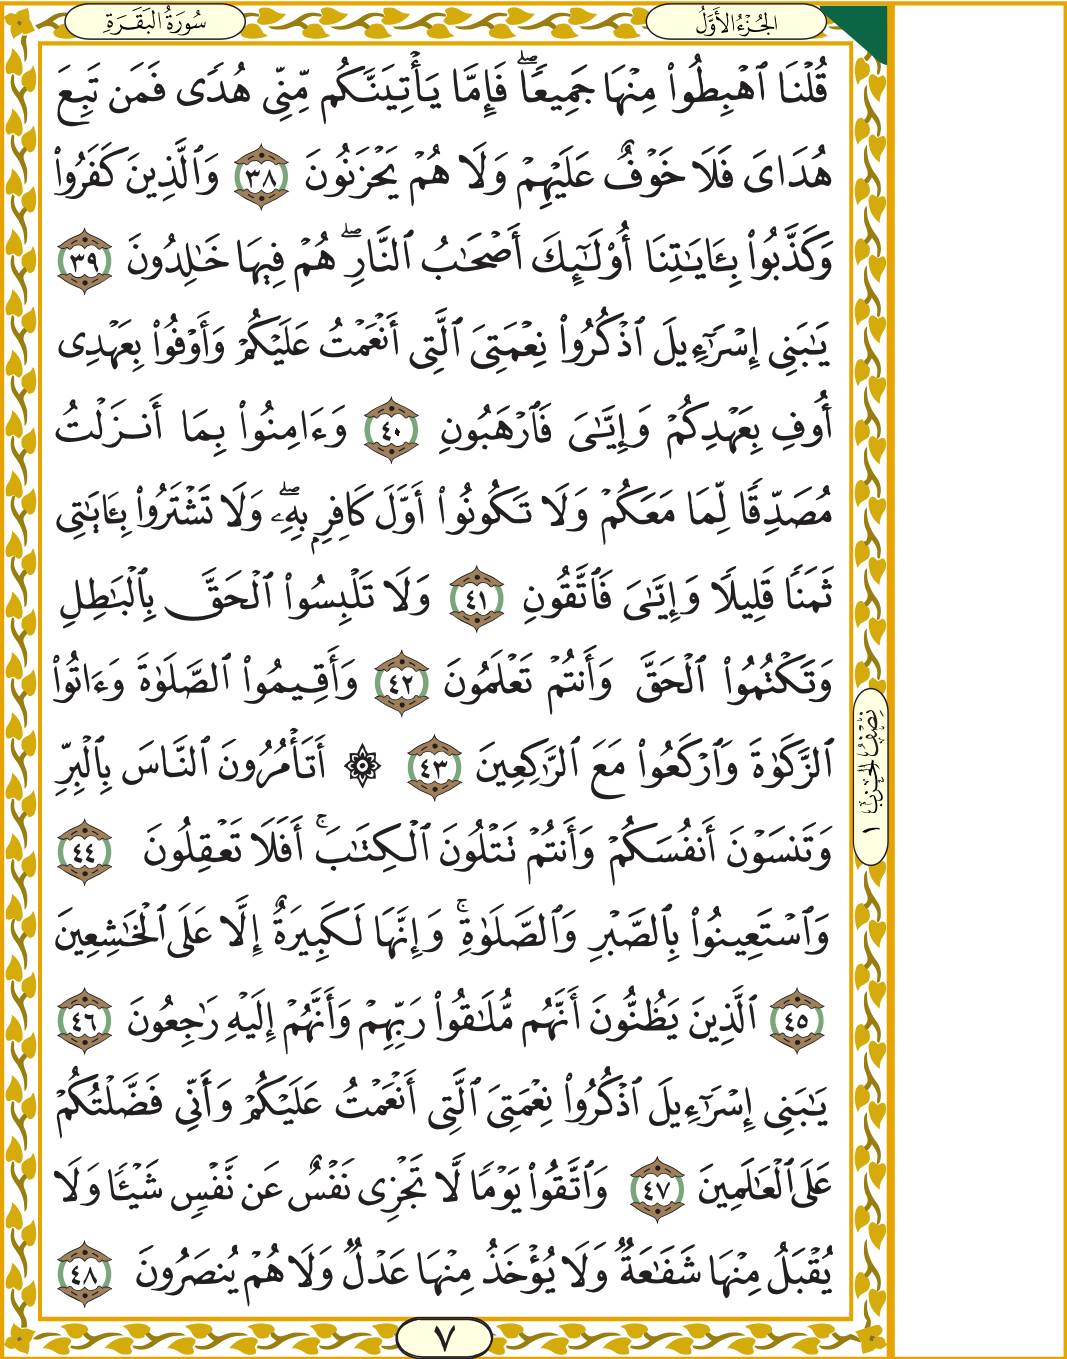 سُورَةُ البَقَرَةِ
الجُزْءُ الأَوَّلُ
قُلْنَا ٱهْبِطُوا۟ مِنْهَا جَمِيعًۭا ۖ فَإِمَّا يَأْتِيَنَّكُم مِّنِّى هُدًۭى فَمَن تَبِعَ
هُدَاىَ فَلَا خَوْفٌ عَلَيْهِمْ وَلَا هُمْ يَحْزَنُونَ ٣٨ وَٱلَّذِينَ كَفَرُوا۟
وَكَذَّبُوا۟ بِـَٔايَـٰتِنَآ أُو۟لَـٰٓئِكَ أَصْحَـٰبُ ٱلنَّارِ ۖ هُمْ فِيهَا خَـٰلِدُونَ ٣٩
يَـٰبَنِىٓ إِسْرَٰٓءِيلَ ٱذْكُرُوا۟ نِعْمَتِىَ ٱلَّتِىٓ أَنْعَمْتُ عَلَيْكُمْ وَأَوْفُوا۟ بِعَهْدِىٓ
أُوفِ بِعَهْدِكُمْ وَإِيَّـٰىَ فَٱرْهَبُونِ ٤٠ وَءَامِنُوا۟ بِمَآ أَنزَلْتُ
مُصَدِّقًۭا لِّمَا مَعَكُمْ وَلَا تَكُونُوٓا۟ أَوَّلَ كَافِرٍۭ بِهِۦ ۖ وَلَا تَشْتَرُوا۟ بِـَٔايَـٰتِى
ثَمَنًۭا قَلِيلًۭا وَإِيَّـٰىَ فَٱتَّقُونِ ٤١ وَلَا تَلْبِسُوا۟ ٱلْحَقَّ بِٱلْبَـٰطِلِ
وَتَكْتُمُوا۟ ٱلْحَقَّ وَأَنتُمْ تَعْلَمُونَ ٤٢ وَأَقِيمُوا۟ ٱلصَّلَوٰةَ وَءَاتُوا۟
ٱلزَّكَوٰةَ وَٱرْكَعُوا۟ مَعَ ٱلرَّٰكِعِينَ ٤٣ ۞ أَتَأْمُرُونَ ٱلنَّاسَ بِٱلْبِرِّ
وَتَنسَوْنَ أَنفُسَكُمْ وَأَنتُمْ تَتْلُونَ ٱلْكِتَـٰبَ ۚ أَفَلَا تَعْقِلُونَ ٤٤
وَٱسْتَعِينُوا۟ بِٱلصَّبْرِ وَٱلصَّلَوٰةِ ۚ وَإِنَّهَا لَكَبِيرَةٌ إِلَّا عَلَى ٱلْخَـٰشِعِينَ
٤٥ ٱلَّذِينَ يَظُنُّونَ أَنَّهُم مُّلَـٰقُوا۟ رَبِّهِمْ وَأَنَّهُمْ إِلَيْهِ رَٰجِعُونَ ٤٦
يَـٰبَنِىٓ إِسْرَٰٓءِيلَ ٱذْكُرُوا۟ نِعْمَتِىَ ٱلَّتِىٓ أَنْعَمْتُ عَلَيْكُمْ وَأَنِّى فَضَّلْتُكُمْ
عَلَى ٱلْعَـٰلَمِينَ ٤٧ وَٱتَّقُوا۟ يَوْمًۭا لَّا تَجْزِى نَفْسٌ عَن نَّفْسٍۢ شَيْـًۭٔا وَلَا
يُقْبَلُ مِنْهَا شَفَـٰعَةٌۭ وَلَا يُؤْخَذُ مِنْهَا عَدْلٌۭ وَلَا هُمْ يُنصَرُونَ ٤٨
نِصْفُ الحِزْبِ ١
٧